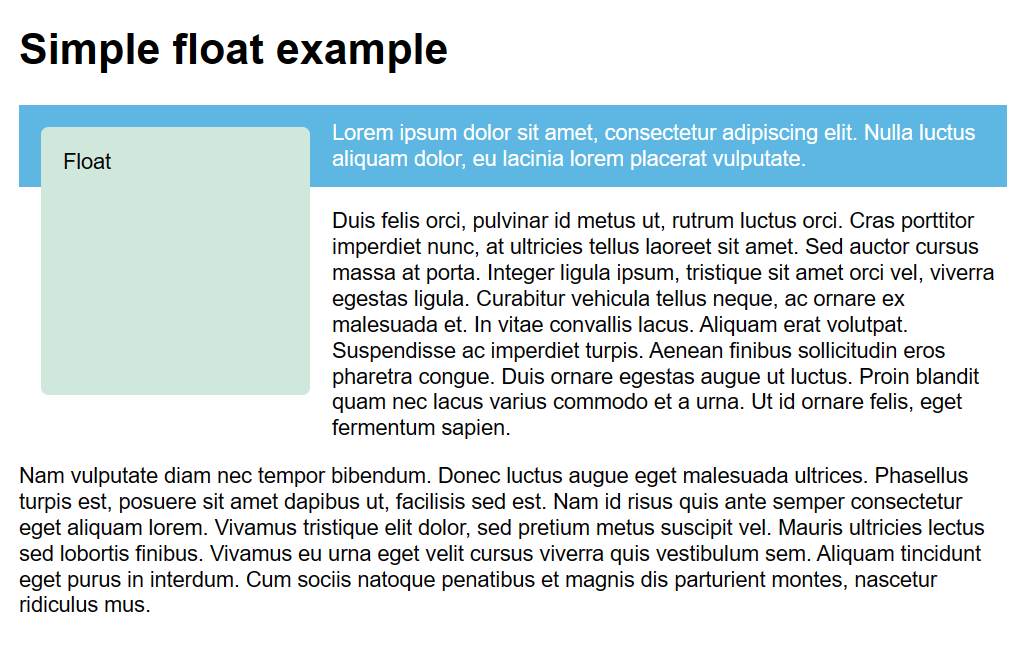 Simple float example
Float
Lorem ipsum dolor sit amet, consectetur adipiscing elit. Nulla luctus
aliquam dolor, eu lacinia lorem placerat vulputate.
Duis felis orci, pulvinar id metus ut, rutrum luctus orci. Cras porttitor
imperdiet nunc, at ultricies tellus laoreet sit amet. Sed auctor cursus
massa at porta. Integer ligula ipsum, tristique sit amet orci vel, viverra
egestas ligula. Curabitur vehicula tellus neque, ac ornare ex
malesuada et. In vitae convallis lacus. Aliquam erat volutpat.
Suspendisse ac imperdiet turpis. Aenean finibus sollicitudin eros
pharetra congue. Duis ornare egestas augue ut luctus. Proin blandit
quam nec lacus varius commodo et a urna. Ut id ornare felis, eget
fermentum sapien.
Nam vulputate diam nec tempor bibendum. Donec luctus augue eget malesuada ultrices. Phasellus
turpis est, posuere sit amet dapibus ut, facilisis sed est. Nam id risus quis ante semper consectetur
eget aliquam lorem. Vivamus tristique elit dolor, sed pretium metus suscipit vel. Mauris ultricies lectus
sed lobortis finibus. Vivamus eu urna eget velit cursus viverra quis vestibulum sem. Aliquam tincidunt
eget purus in interdum. Cum sociis natoque penatibus et magnis dis parturient montes, nascetur
ridiculus mus.